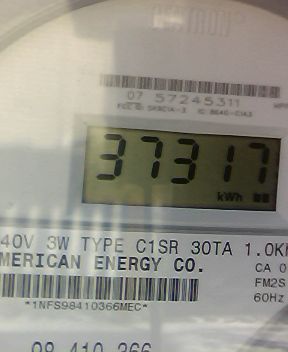 07 57245311
37317
kWh
40V 3W TYPE C1SR 30TA 1.0K
MERICAN ENERGY CO.
CA 0
FM2S
60Hz
*1NFS98410366MEC*
98 410 366